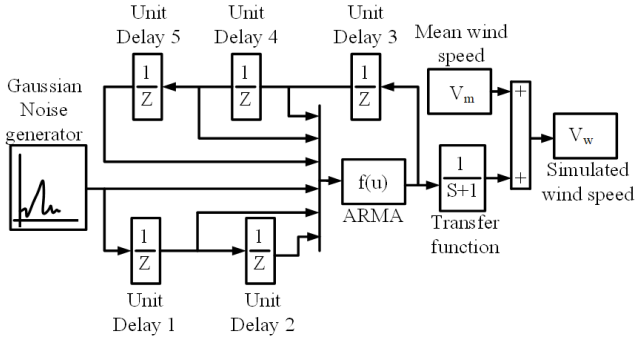 Unit
Delay 5
Unit
Delay 4
Unit
Delay 3
Mean wind
speed
Gaussian
Noise
generator
1
Z
1
Z
1
Z
Vm
+
+
Vw
Simulated
wind speed
f(u)
ARMA
1
S+1
Transfer
function
1
Z
1
Z
Unit
Delay 1
Unit
Delay 2